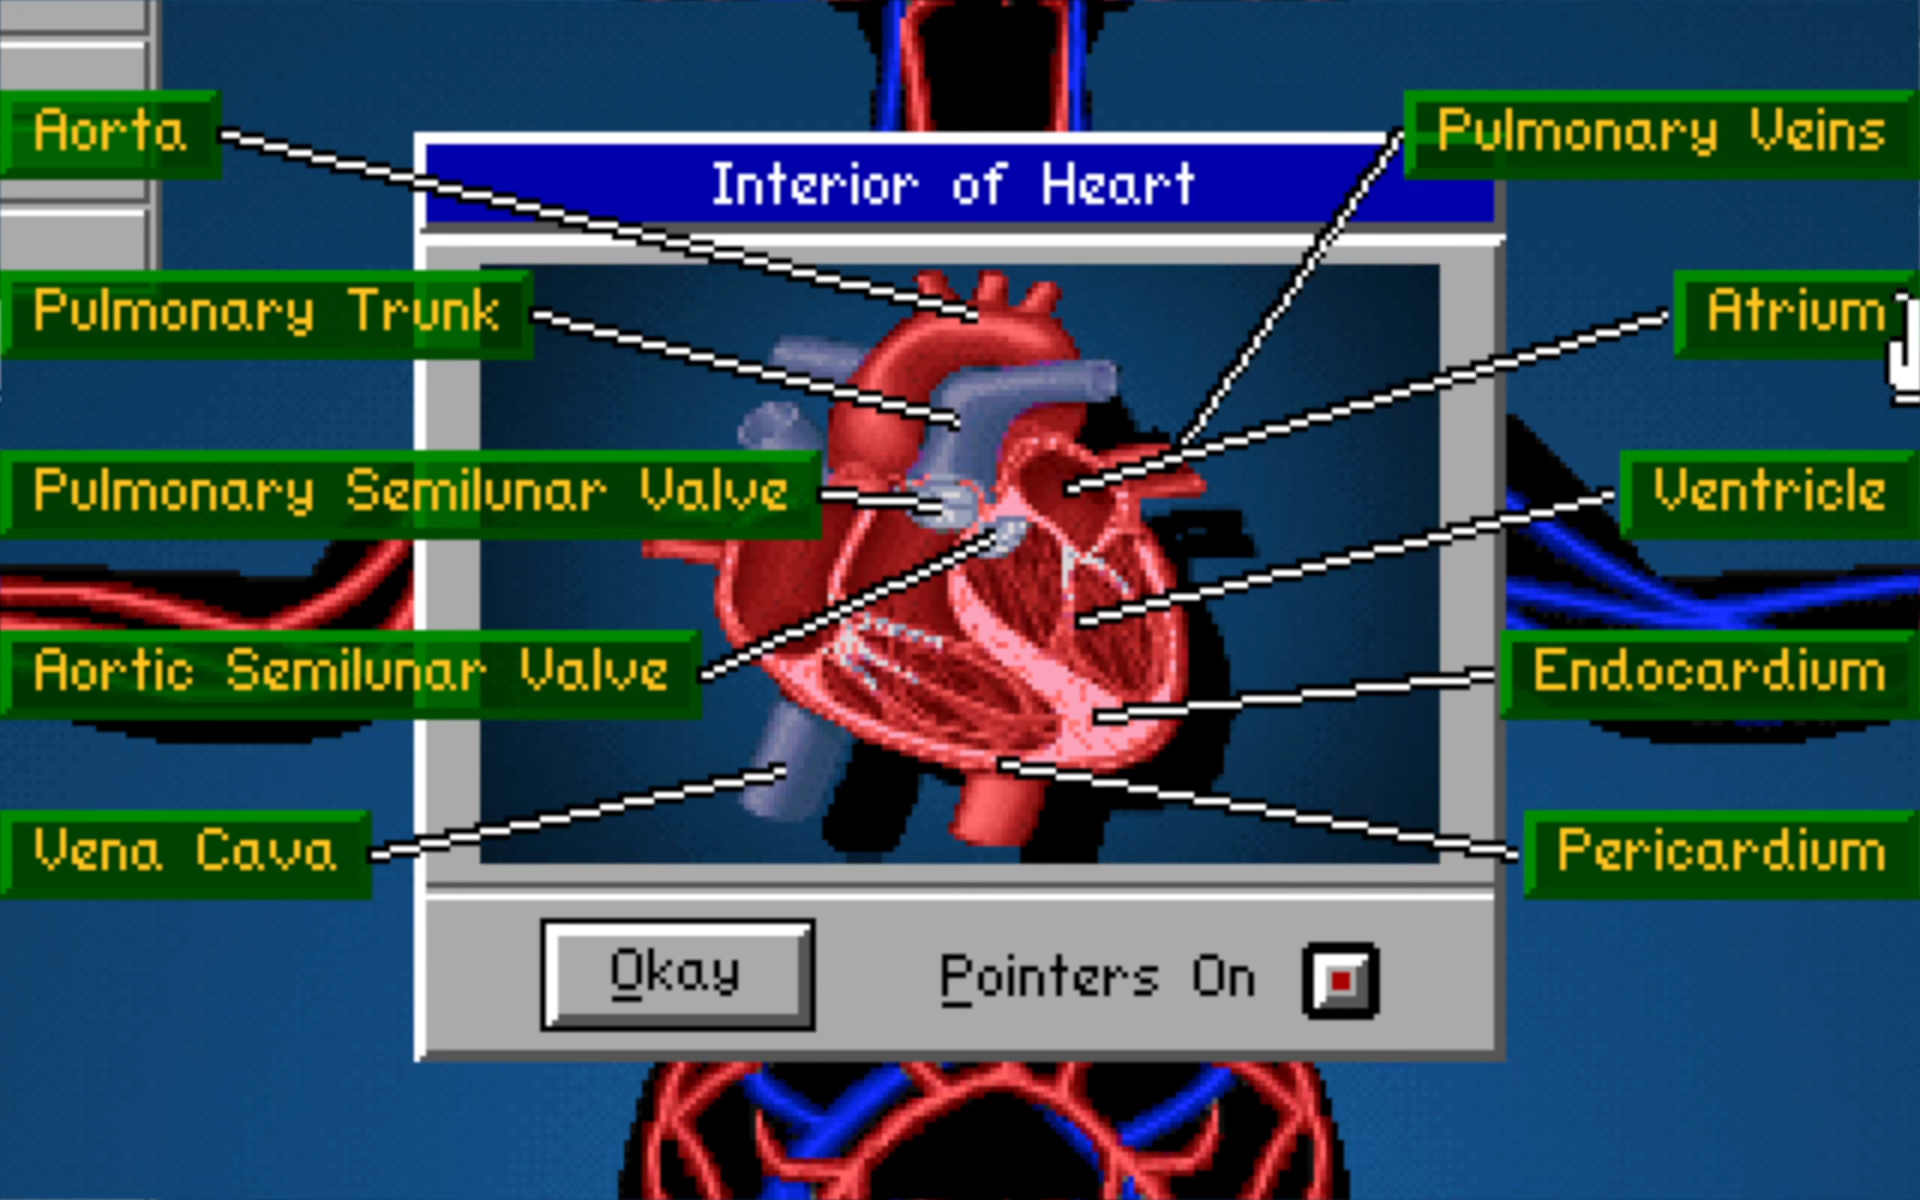 Aorta
Pulmonary Veins
Interior of Heart
Pulmonary Trunk
Atrium
Pulmonary Semilunar Valve
Ventricle
Aortic Semilunar Valve
Endocardium
Vena Cava
Pericardium
Okay
Pointers On